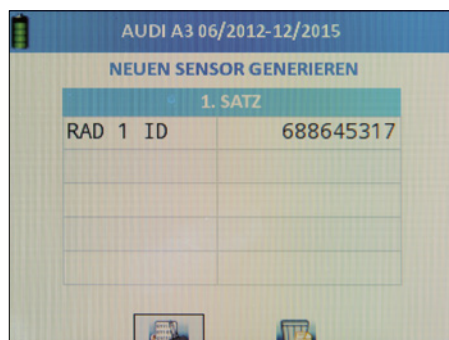 AUDI A3 06/2012-12/2015
NEUEN SENSOR GENERIEREN
1. SATZ
RAD 1 ID 688645317